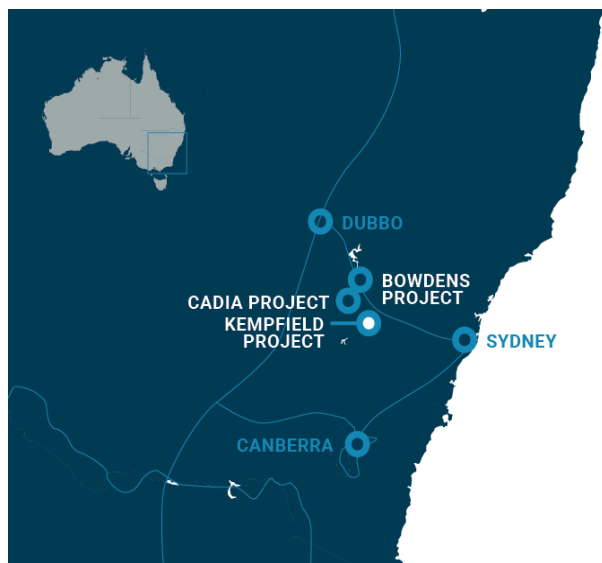 DUBBO
BOWDENS
PROJECT
CADIA PROJECT
KEMPFIELD
PROJECT
SYDNEY
CANBERRA